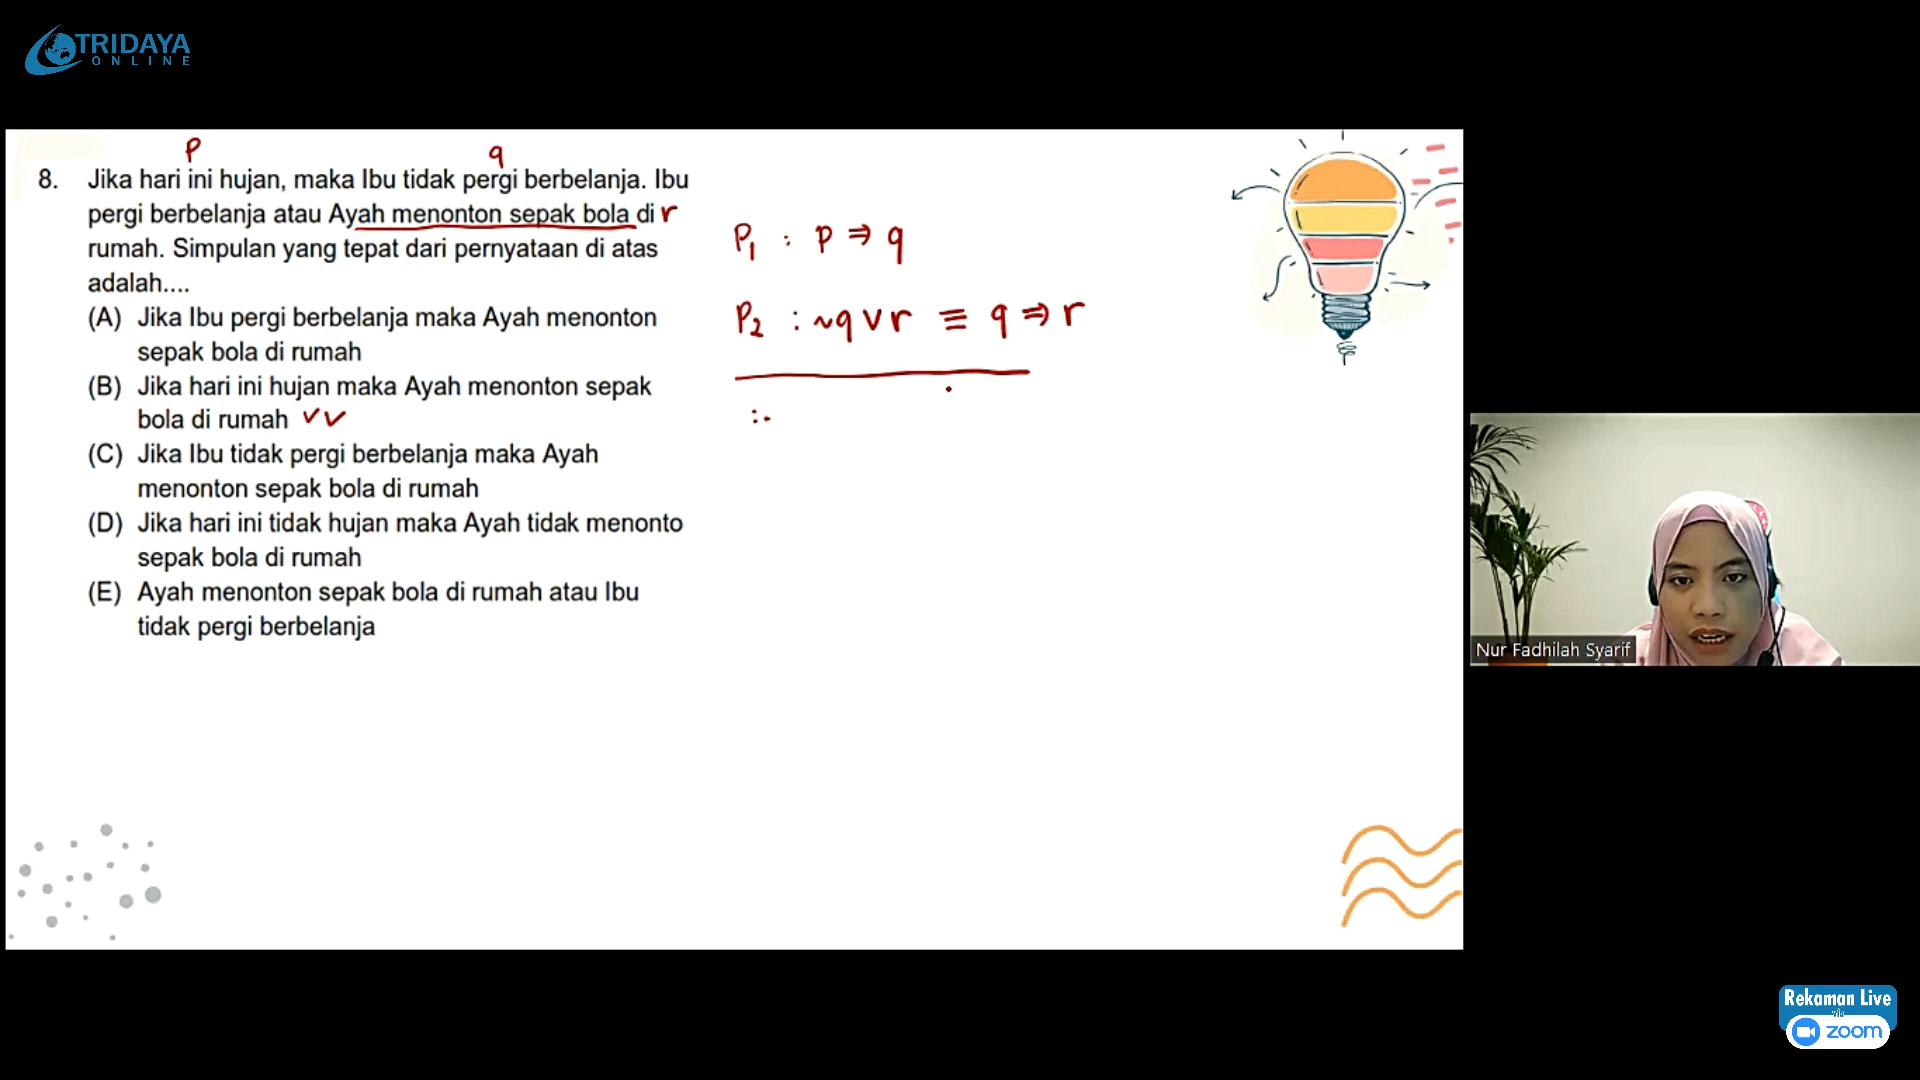 TRIDAYA
ONLINE
p q
8. Jika hari ini hujan, maka Ibu tidak pergi berbelanja. Ibu
pergi berbelanja atau Ayah menonton sepak bola di r
rumah. Simpulan yang tepat dari pernyataan di atas
adalah....
(A) Jika Ibu pergi berbelanja maka Ayah menonton
sepak bola di rumah
(B) Jika hari ini hujan maka Ayah menonton sepak
bola di rumah ✓✓
(C) Jika Ibu tidak pergi berbelanja maka Ayah
menonton sepak bola di rumah
(D) Jika hari ini tidak hujan maka Ayah tidak menonto
sepak bola di rumah
(E) Ayah menonton sepak bola di rumah atau Ibu
tidak pergi berbelanja
P₁ : p ⇒ q
P₂ : ~q ∨ r ≡ q ⇒ r
:.
Nur Fadhilah Syarif
Rekaman Live
via
zoom